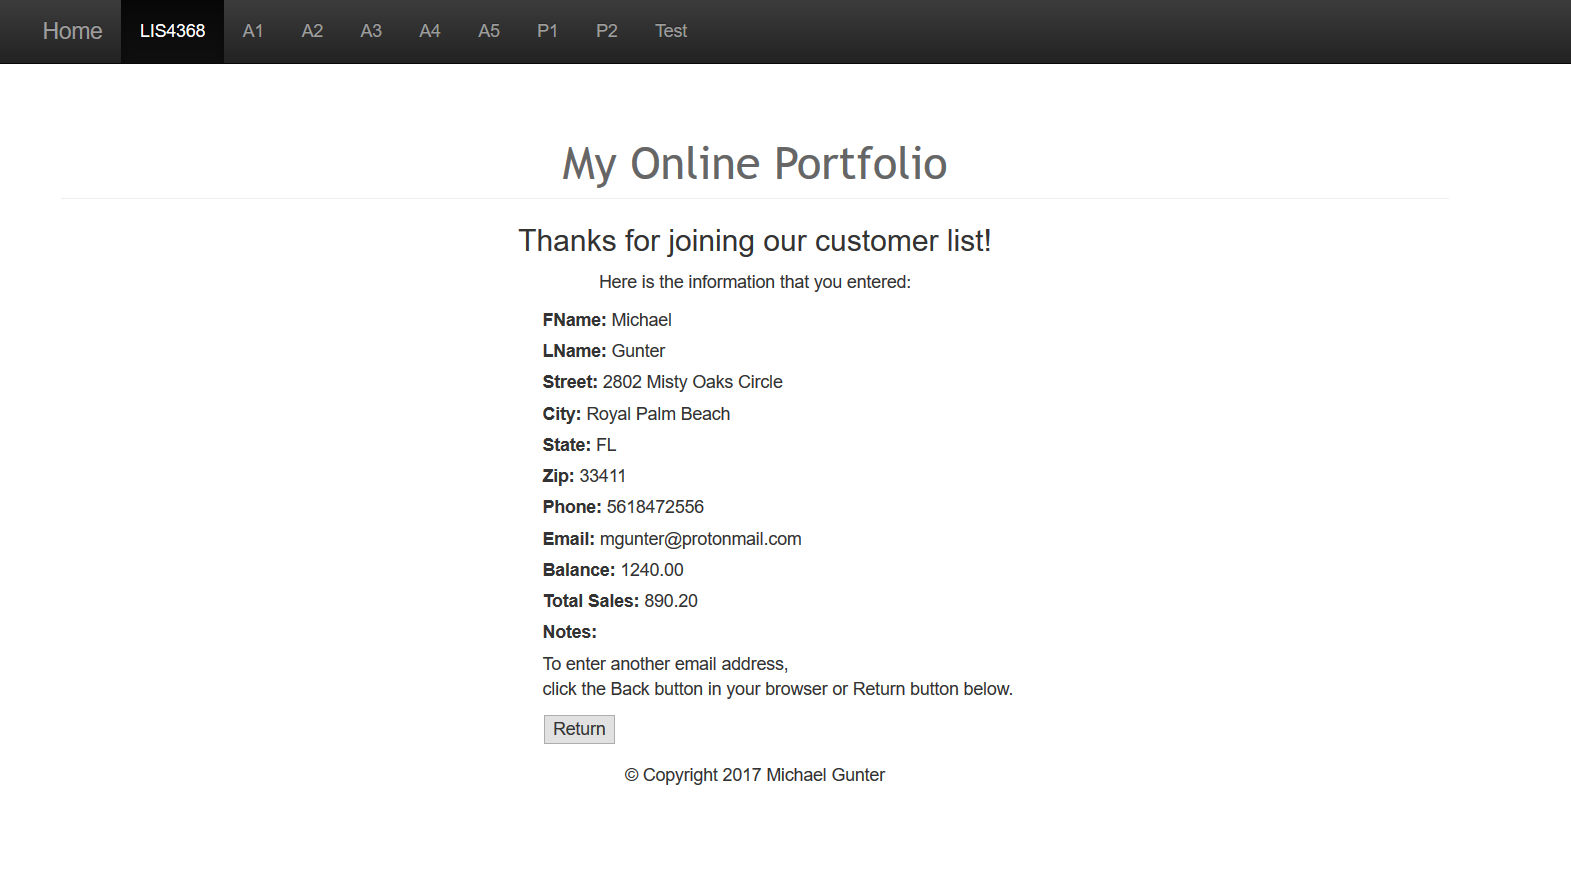 Home LIS4368 A1 A2 A3 A4 A5 P1 P2 Test
My Online Portfolio
Thanks for joining our customer list!
Here is the information that you entered:
FName: Michael
LName: Gunter
Street: 2802 Misty Oaks Circle
City: Royal Palm Beach
State: FL
Zip: 33411
Phone: 5618472556
Email: mgunter@protonmail.com
Balance: 1240.00
Total Sales: 890.20
Notes:
To enter another email address,
click the Back button in your browser or Return button below.
Return
© Copyright 2017 Michael Gunter